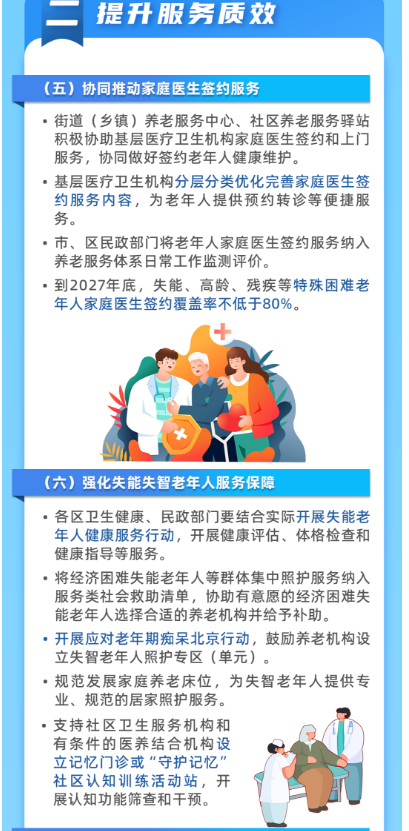 二 提升服务质效
（五）协同推动家庭医生签约服务
• 街道（乡镇）养老服务中心、社区养老服务驿站
积极协助基层医疗卫生机构家庭医生签约和上门
服务，协同做好签约老年人健康维护。
• 基层医疗卫生机构分层分类优化完善家庭医生签
约服务内容，为老年人提供预约转诊等便捷服
务。
• 市、区民政部门将老年人家庭医生签约服务纳入
养老服务体系日常工作监测评价。
• 到2027年底，失能、高龄、残疾等特殊困难老
年人家庭医生签约覆盖率不低于80%。
（六）强化失能失智老年人服务保障
• 各区卫生健康、民政部门要结合实际开展失能老
年人健康服务行动，开展健康评估、体格检查和
健康指导等服务。
• 将经济困难失能老年人等群体集中照护服务纳入
服务类社会救助清单，协助有意愿的经济困难失
能老年人选择合适的养老机构并给予补助。
• 开展应对老年期痴呆北京行动，鼓励养老机构设
立失智老年人照护专区（单元）。
• 规范发展家庭养老床位，为失智老年人提供专
业、规范的居家照护服务。
• 支持社区卫生服务机构和
有条件的医养结合机构设
立记忆门诊或“守护记忆”
社区认知训练活动站，开
展认知功能筛查和干预。